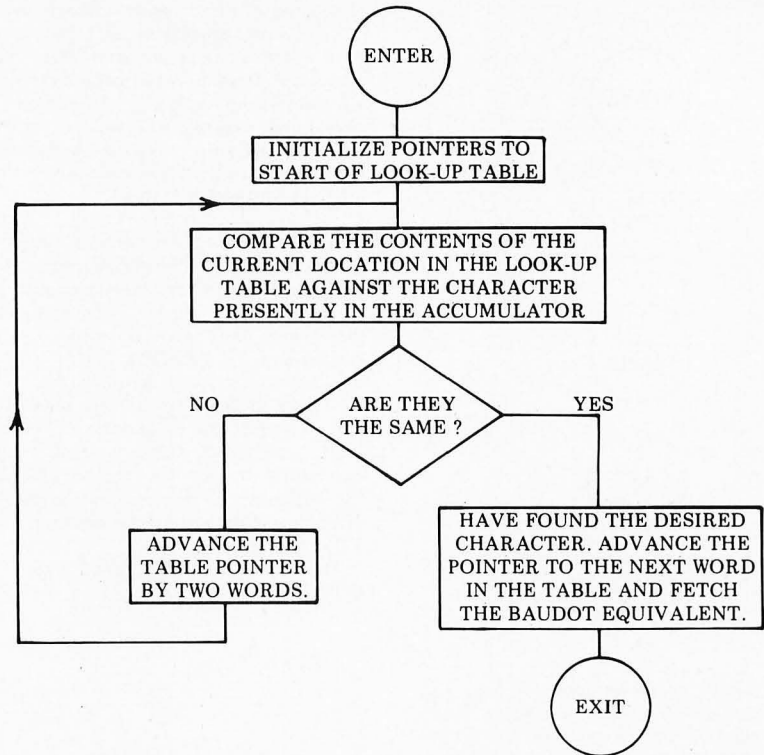 ENTER
INITIALIZE POINTERS TO
START OF LOOK-UP TABLE
COMPARE THE CONTENTS OF THE
CURRENT LOCATION IN THE LOOK-UP
TABLE AGAINST THE CHARACTER
PRESENTLY IN THE ACCUMULATOR
ARE THEY
THE SAME ?
NO
YES
ADVANCE THE
TABLE POINTER
BY TWO WORDS.
HAVE FOUND THE DESIRED
CHARACTER. ADVANCE THE
POINTER TO THE NEXT WORD
IN THE TABLE AND FETCH
THE BAUDOT EQUIVALENT.
EXIT